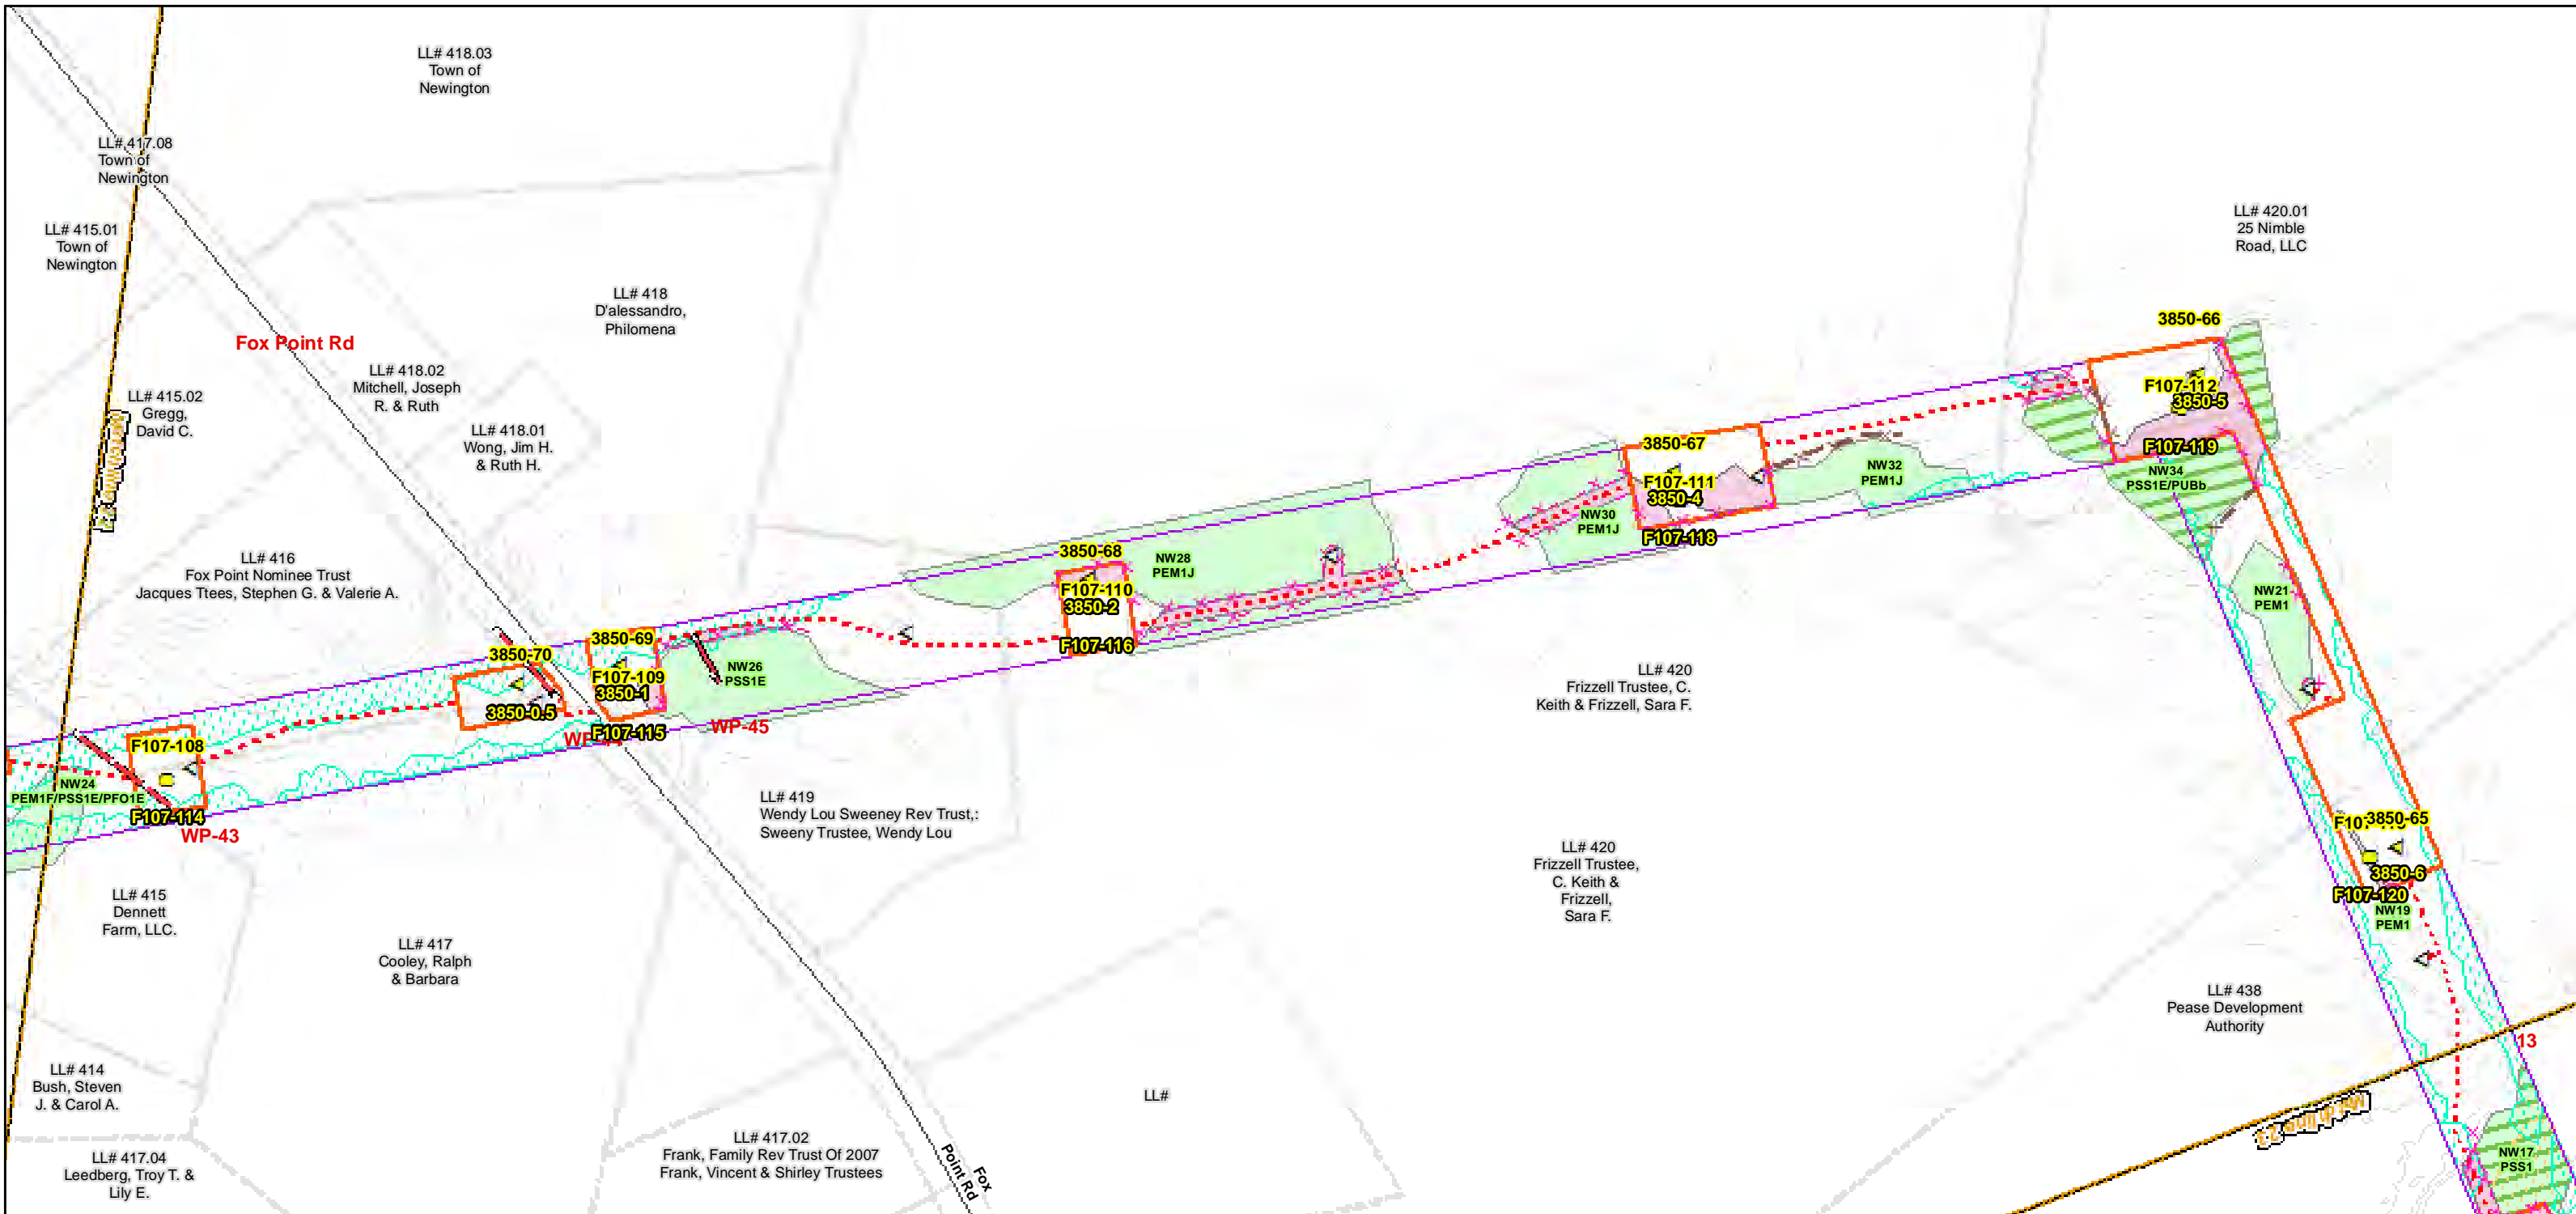 LL# 418.03
Town of
Newington
LL# 417.08
Town of
Newington
LL# 415.01
Town of
Newington
LL# 420.01
25 Nimble
Road, LLC
LL# 418
D'alessandro,
Philomena
Fox Point Rd
LL# 418.02
Mitchell, Joseph
R. & Ruth
LL# 415.02
Gregg,
David C.
LL# 418.01
Wong, Jim H.
& Ruth H.
3850-66
F107-112
3850-5
F107-119
NW34
PSS1E/PUBb
3850-67
F107-111
3850-4
F107-118
NW32
PEM1J
NW30
PEM1J
3850-68
F107-110
3850-2
F107-116
NW28
PEM1J
LL# 416
Fox Point Nominee Trust
Jacques Ttees, Stephen G. & Valerie A.
NW21
PEM1
3850-69
F107-109
3850-1
F107-115
3850-70
3850-0.5
NW26
PSS1E
WP-45
LL# 420
Frizzell Trustee, C.
Keith & Frizzell, Sara F.
F107-108
NW24
PEM1F/PSS1E/PFO1E
F107-114
WP-43
LL# 419
Wendy Lou Sweeney Rev Trust,:
Sweeny Trustee, Wendy Lou
3850-65
3850-6
F107-120
NW19
PEM1
LL# 420
Frizzell Trustee,
C. Keith &
Frizzell,
Sara F.
LL# 415
Dennett
Farm, LLC.
LL# 417
Cooley, Ralph
& Barbara
LL# 438
Pease Development
Authority
13
Matchline 23
LL# 414
Bush, Steven
J. & Carol A.
LL#
LL# 417.02
Frank, Family Rev Trust Of 2007
Frank, Vincent & Shirley Trustees
Fox
Point Rd
LL# 417.04
Leedberg, Troy T. &
Lily E.
NW17
PSS1